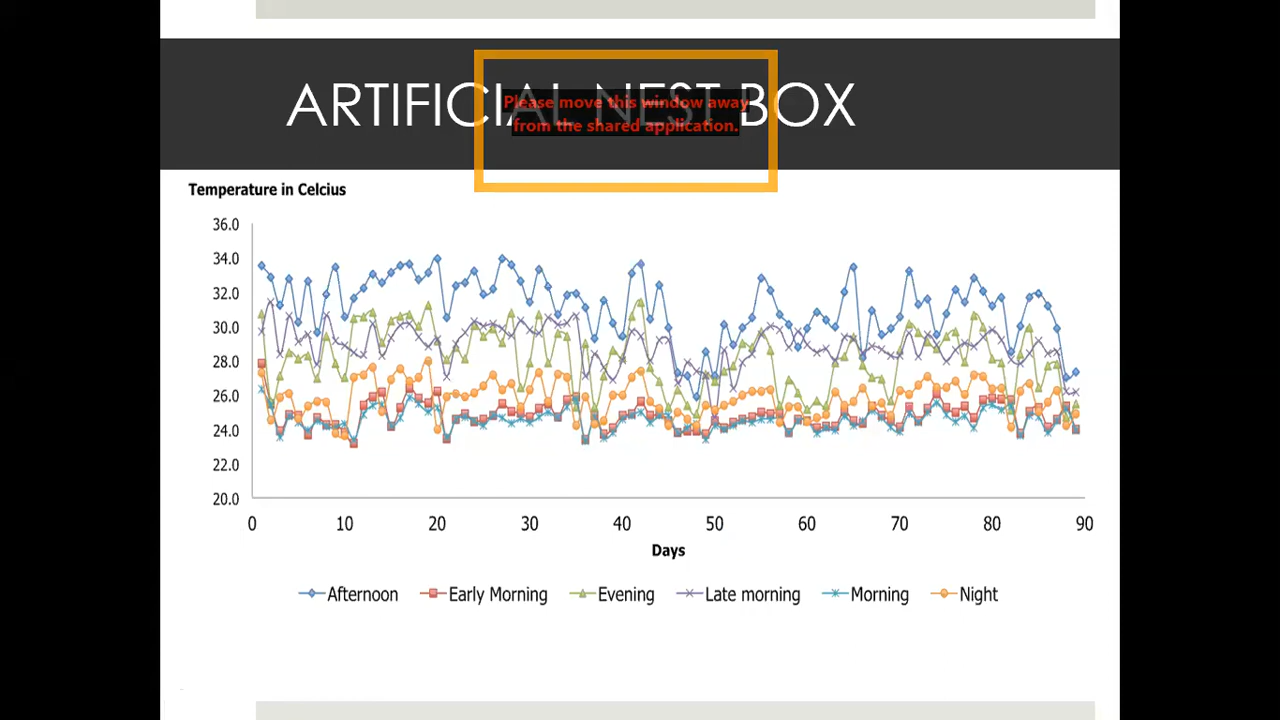 ARTIFICIAL NEST BOX
Please move this window away
from the shared application.
Temperature in Celcius
36.0
34.0
32.0
30.0
28.0
26.0
24.0
22.0
20.0
0 10 20 30 40 50 60 70 80 90
Days
Afternoon Early Morning Evening Late morning Morning Night